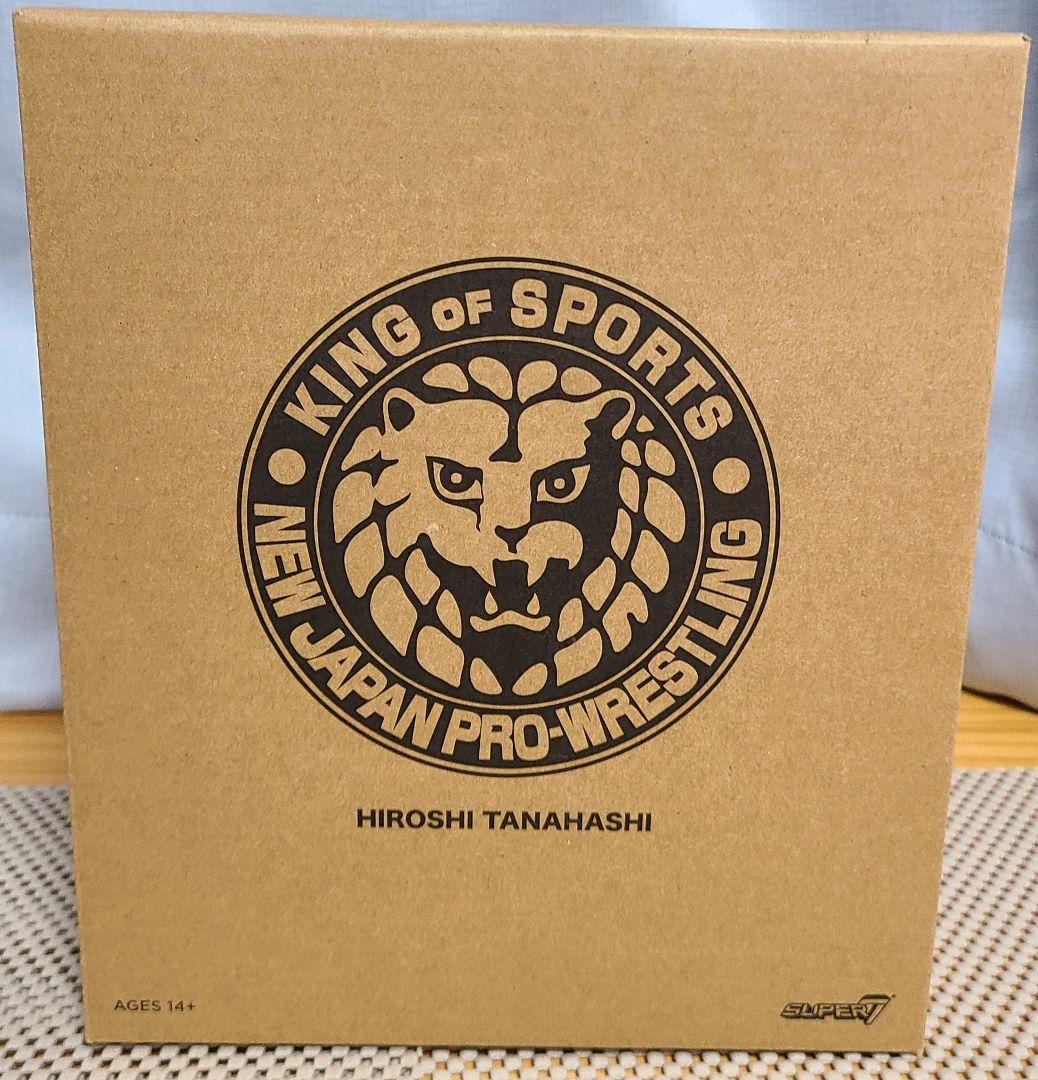 KING OF SPORTS
NEW JAPAN PRO-WRESTLING
HIROSHI TANAHASHI
AGES 14+
SUPER7